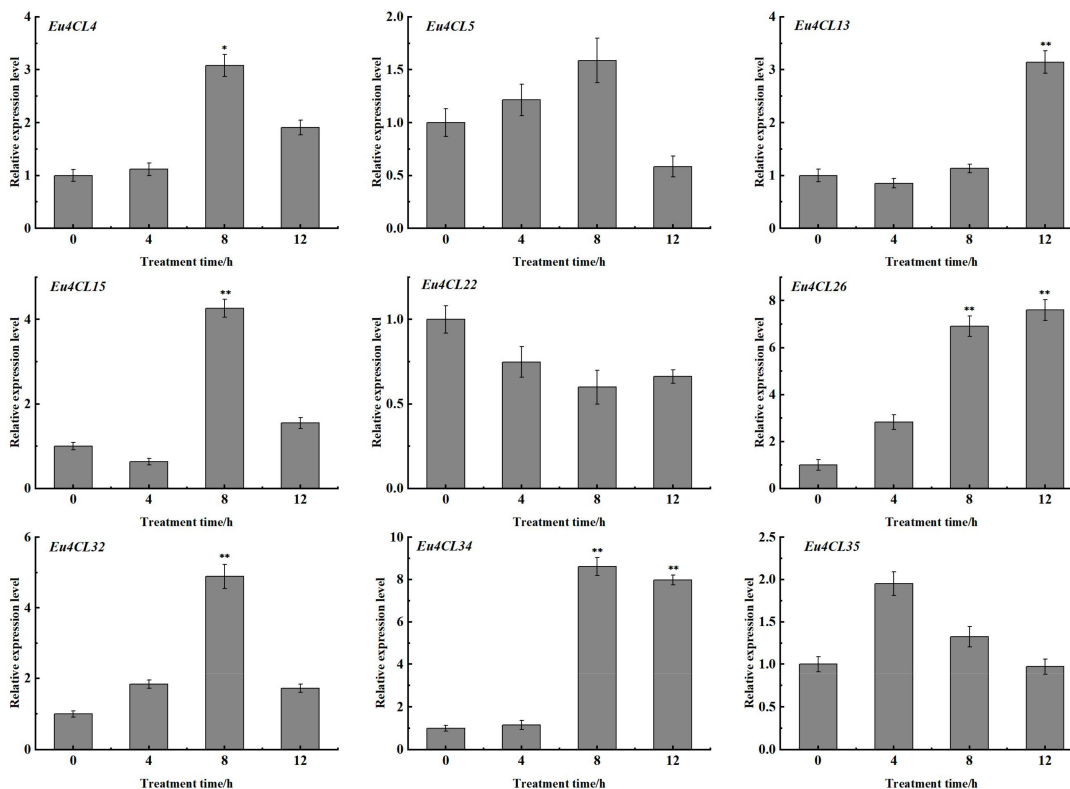 Eu4CL4
*
Relative expression level
4
3
2
1
0
0 4 8 12
Treatment time/h
Eu4CL5
Relative expression level
2.0
1.5
1.0
0.5
0.0
0 4 8 12
Treatment time/h
Eu4CL13
**
Relative expression level
4
3
2
1
0
0 4 8 12
Treatment time/h
Eu4CL15
**
Relative expression level
4
2
0
0 4 8 12
Treatment time/h
Eu4CL22
Relative expression level
1.0
0.5
0.0
0 4 8 12
Treatment time/h
Eu4CL26
** **
Relative expression level
8
6
4
2
0
0 4 8 12
Treatment time/h
Eu4CL32
**
Relative expression level
6
4
2
0
0 4 8 12
Treatment time/h
Eu4CL34
** **
Relative expression level
10
8
6
4
2
0
0 4 8 12
Treatment time/h
Eu4CL35
Relative expression level
2.5
2.0
1.5
1.0
0.5
0.0
0 4 8 12
Treatment time/h